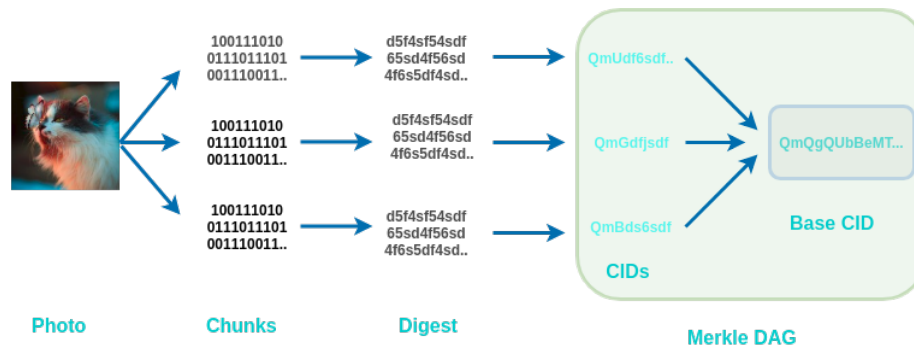 100111010
0111011101
001110011..
d5f4sf54sdf
65sd4f56sd
4f6s5df4sd..
QmUdf6sdf..
100111010
0111011101
001110011..
d5f4sf54sdf
65sd4f56sd
4f6s5df4sd..
QmGdfjsdf
QmQgQUbBeMT...
100111010
0111011101
001110011..
d5f4sf54sdf
65sd4f56sd
4f6s5df4sd..
QmBds6sdf
Base CID
CIDs
Photo
Chunks
Digest
Merkle DAG